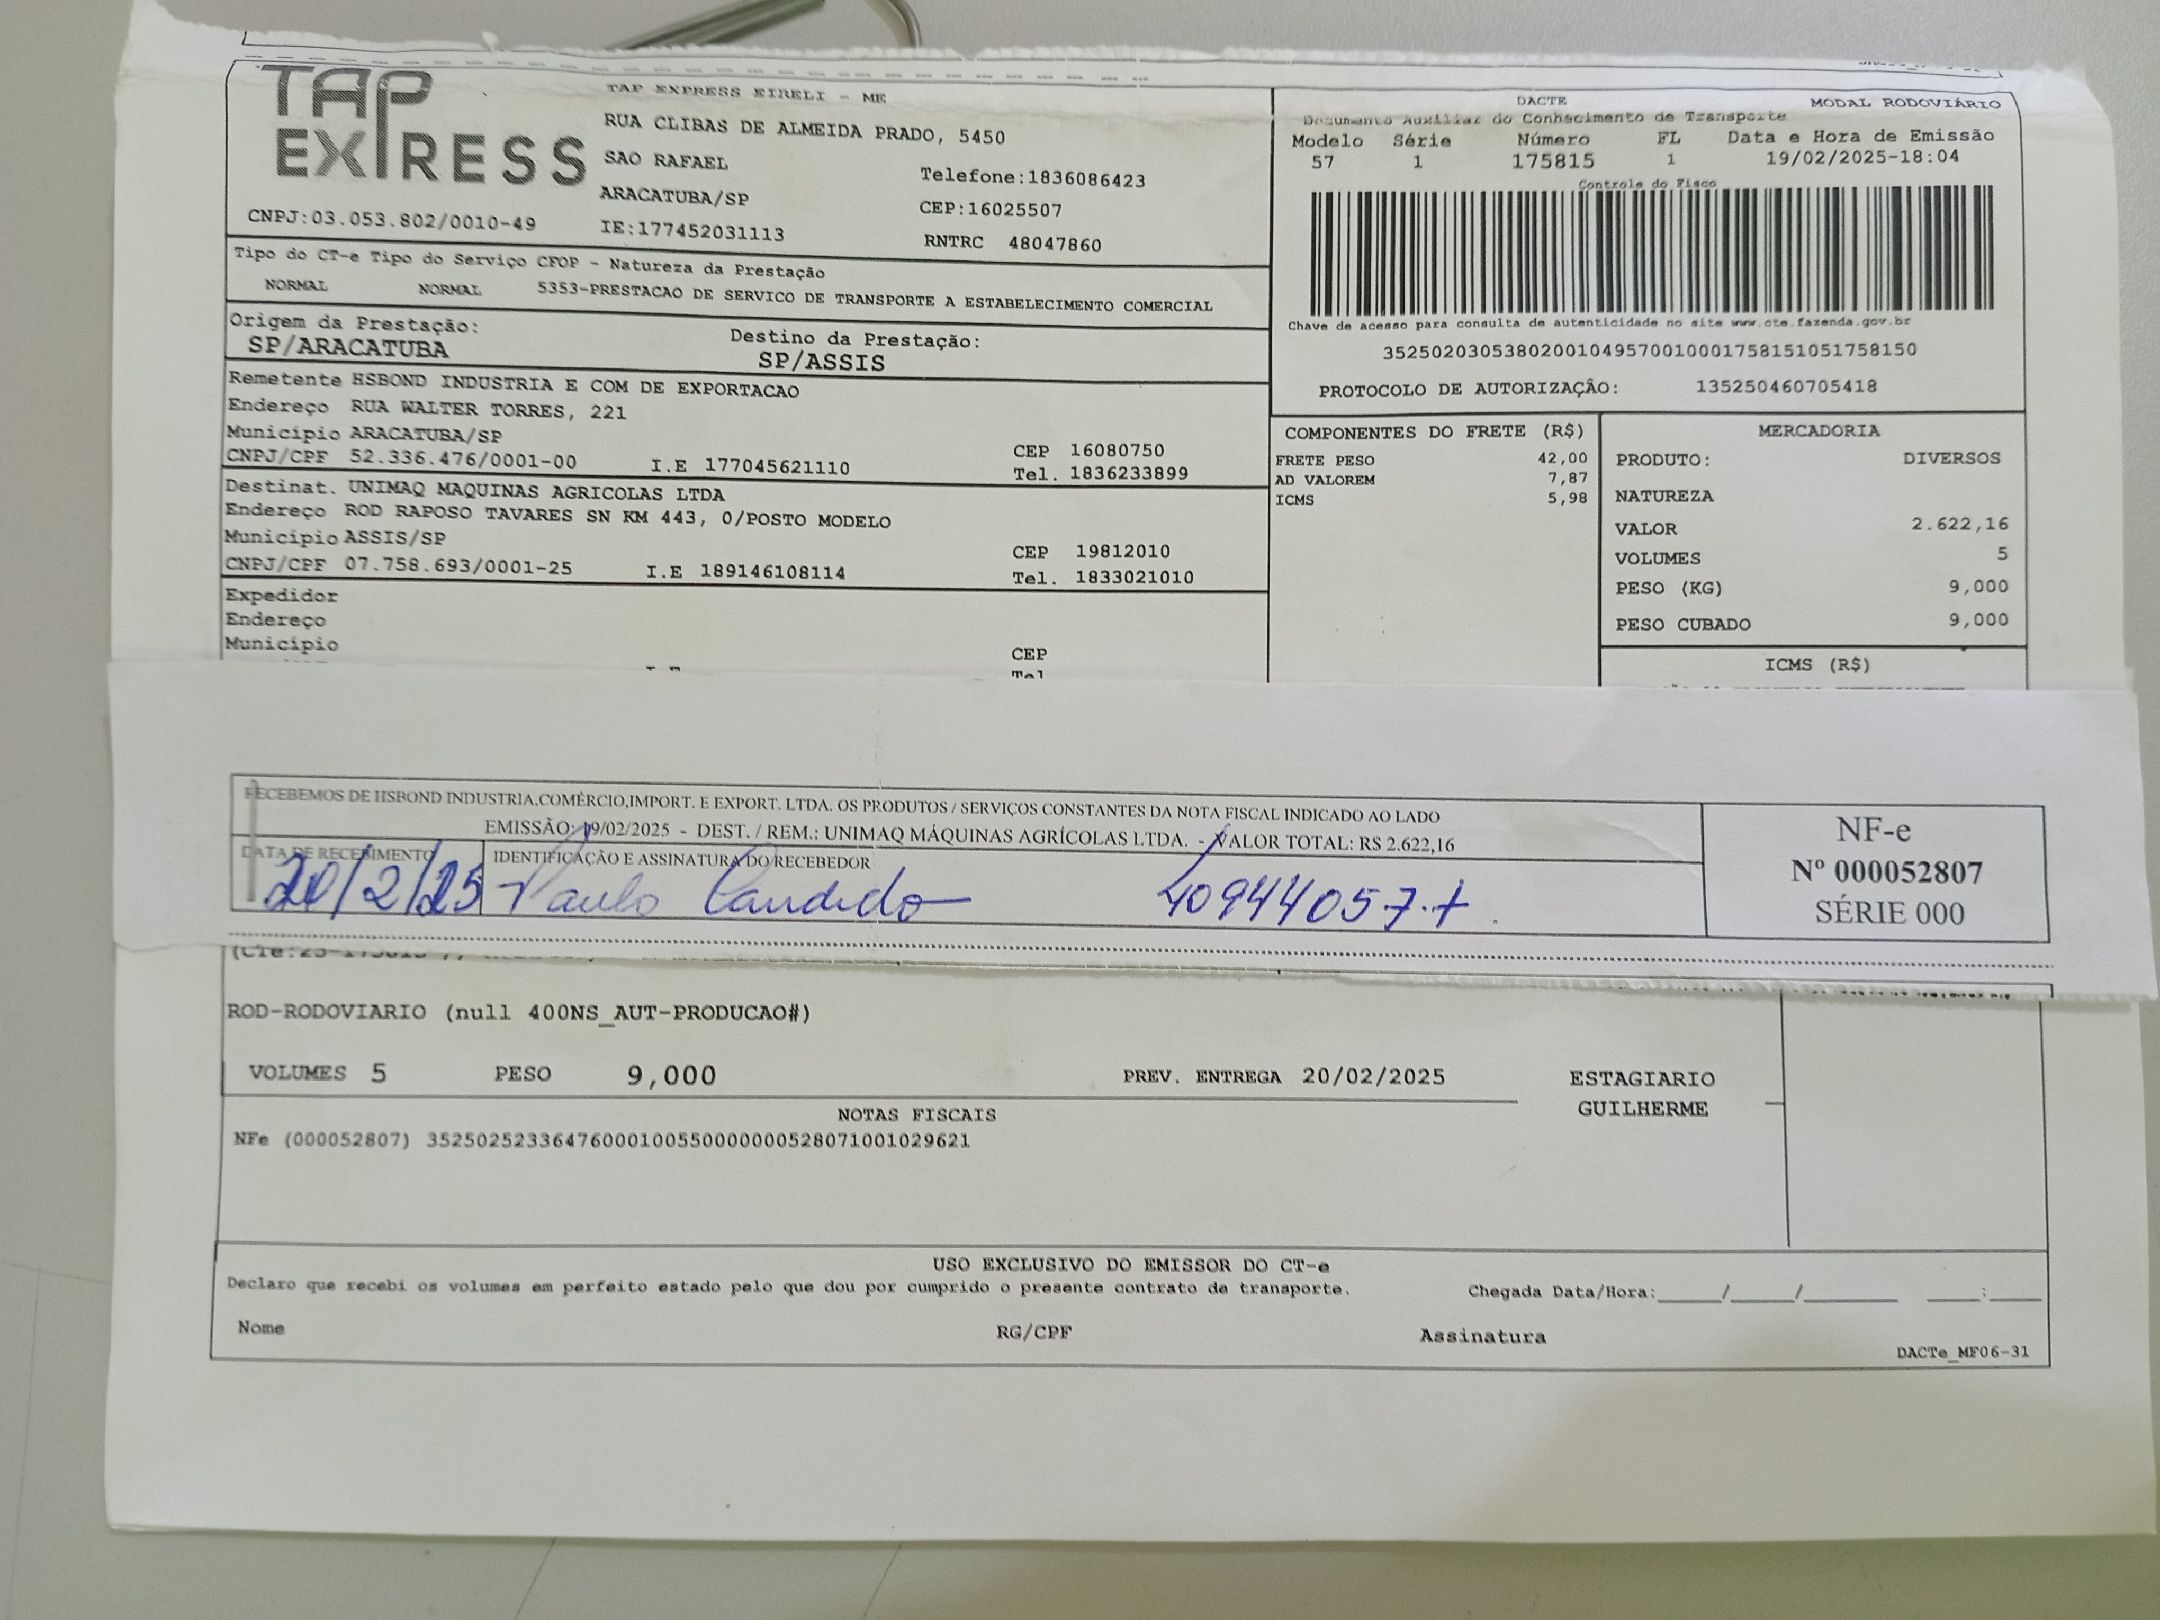 TAP EXPRESS
TAP EXPRESS EIRELI - ME
RUA CLIBAS DE ALMEIDA PRADO, 5450
SAO RAFAEL
Telefone:1836086423
ARACATUBA/SP
CEP:16025507
CNPJ:03.053.802/0010-49
IE:177452031113
RNTRC 48047860
DACTE MODAL RODOVIÁRIO
Documento Auxiliar do Conhecimento de Transporte
Modelo Série Número FL Data e Hora de Emissão
57 1 175815 1 19/02/2025-18:04
Controle do Fisco
Chave de acesso para consulta de autenticidade no site www.cte.fazenda.gov.br
35250203053802001049570010001758151051758150
PROTOCOLO DE AUTORIZAÇÃO: 135250460705418
Tipo do CT-e Tipo do Serviço CFOP - Natureza da Prestação
NORMAL NORMAL 5353-PRESTACAO DE SERVICO DE TRANSPORTE A ESTABELECIMENTO COMERCIAL
Origem da Prestação: Destino da Prestação:
SP/ARACATUBA SP/ASSIS
Remetente HSBOND INDUSTRIA E COM DE EXPORTACAO
Endereço RUA WALTER TORRES, 221
Município ARACATUBA/SP CEP 16080750
CNPJ/CPF 52.336.476/0001-00 I.E 177045621110 Tel. 1836233899
Destinat. UNIMAQ MAQUINAS AGRICOLAS LTDA
Endereço ROD RAPOSO TAVARES SN KM 443, 0/POSTO MODELO
Município ASSIS/SP CEP 19812010
CNPJ/CPF 07.758.693/0001-25 I.E 189146108114 Tel. 1833021010
Expedidor
Endereço
Município CEP
Tel
COMPONENTES DO FRETE (R$)
FRETE PESO 42,00
AD VALOREM 7,87
ICMS 5,98
MERCADORIA
PRODUTO: DIVERSOS
NATUREZA
VALOR 2.622,16
VOLUMES 5
PESO (KG) 9,000
PESO CUBADO 9,000
ICMS (R$)
RECEBEMOS DE HSBOND INDUSTRIA,COMÉRCIO,IMPORT. E EXPORT. LTDA. OS PRODUTOS / SERVIÇOS CONSTANTES DA NOTA FISCAL INDICADO AO LADO
EMISSÃO: 19/02/2025 - DEST. / REM.: UNIMAQ MÁQUINAS AGRÍCOLAS LTDA. - VALOR TOTAL: R$ 2.622,16
DATA DE RECEBIMENTO IDENTIFICAÇÃO E ASSINATURA DO RECEBEDOR
20/2/25 Paulo Candido
NF-e
Nº 000052807
SÉRIE 000
ROD-RODOVIARIO (null 400NS_AUT-PRODUCAO#)
VOLUMES 5 PESO 9,000 PREV. ENTREGA 20/02/2025
ESTAGIARIO
GUILHERME
NOTAS FISCAIS
NFe (000052807) 35250252336476000100550000000528071001029621
USO EXCLUSIVO DO EMISSOR DO CT-e
Declaro que recebi os volumes em perfeito estado pelo que dou por cumprido o presente contrato de transporte. Chegada Data/Hora:_____/_____/_______ ____:____
Nome RG/CPF Assinatura
DACTe_MF06-31